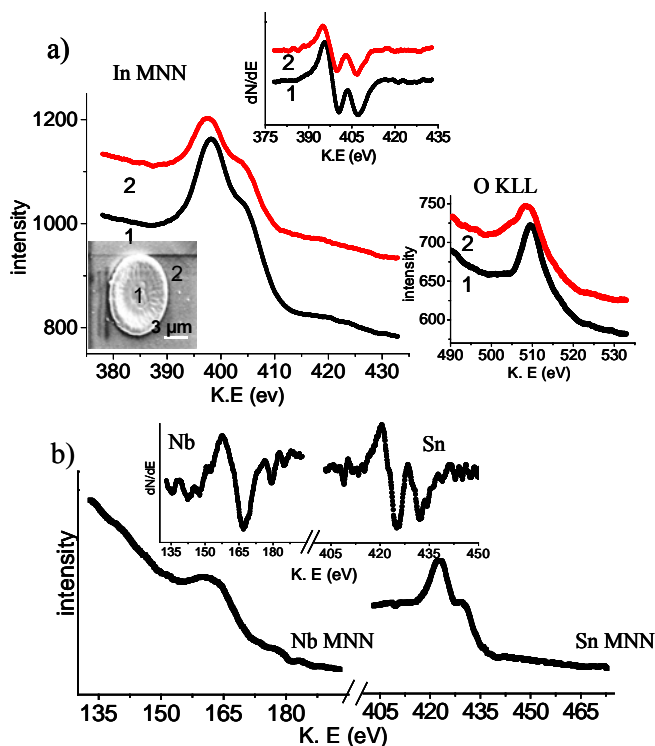 a)
In MNN
dN/dE
2
1
375 390 405 420 435
K.E (eV)
intensity
1200
1000
800
2
1
1
2
3 µm
380 390 400 410 420 430
K.E (ev)
O KLL
intensity
750
700
650
600
2
1
490 500 510 520 530
K. E (eV)
b)
Nb
Sn
dN/dE
135 150 165 180 405 420 435 450
K. E (eV)
intensity
Nb MNN
Sn MNN
135 150 165 180 405 420 435 450 465
K. E (eV)